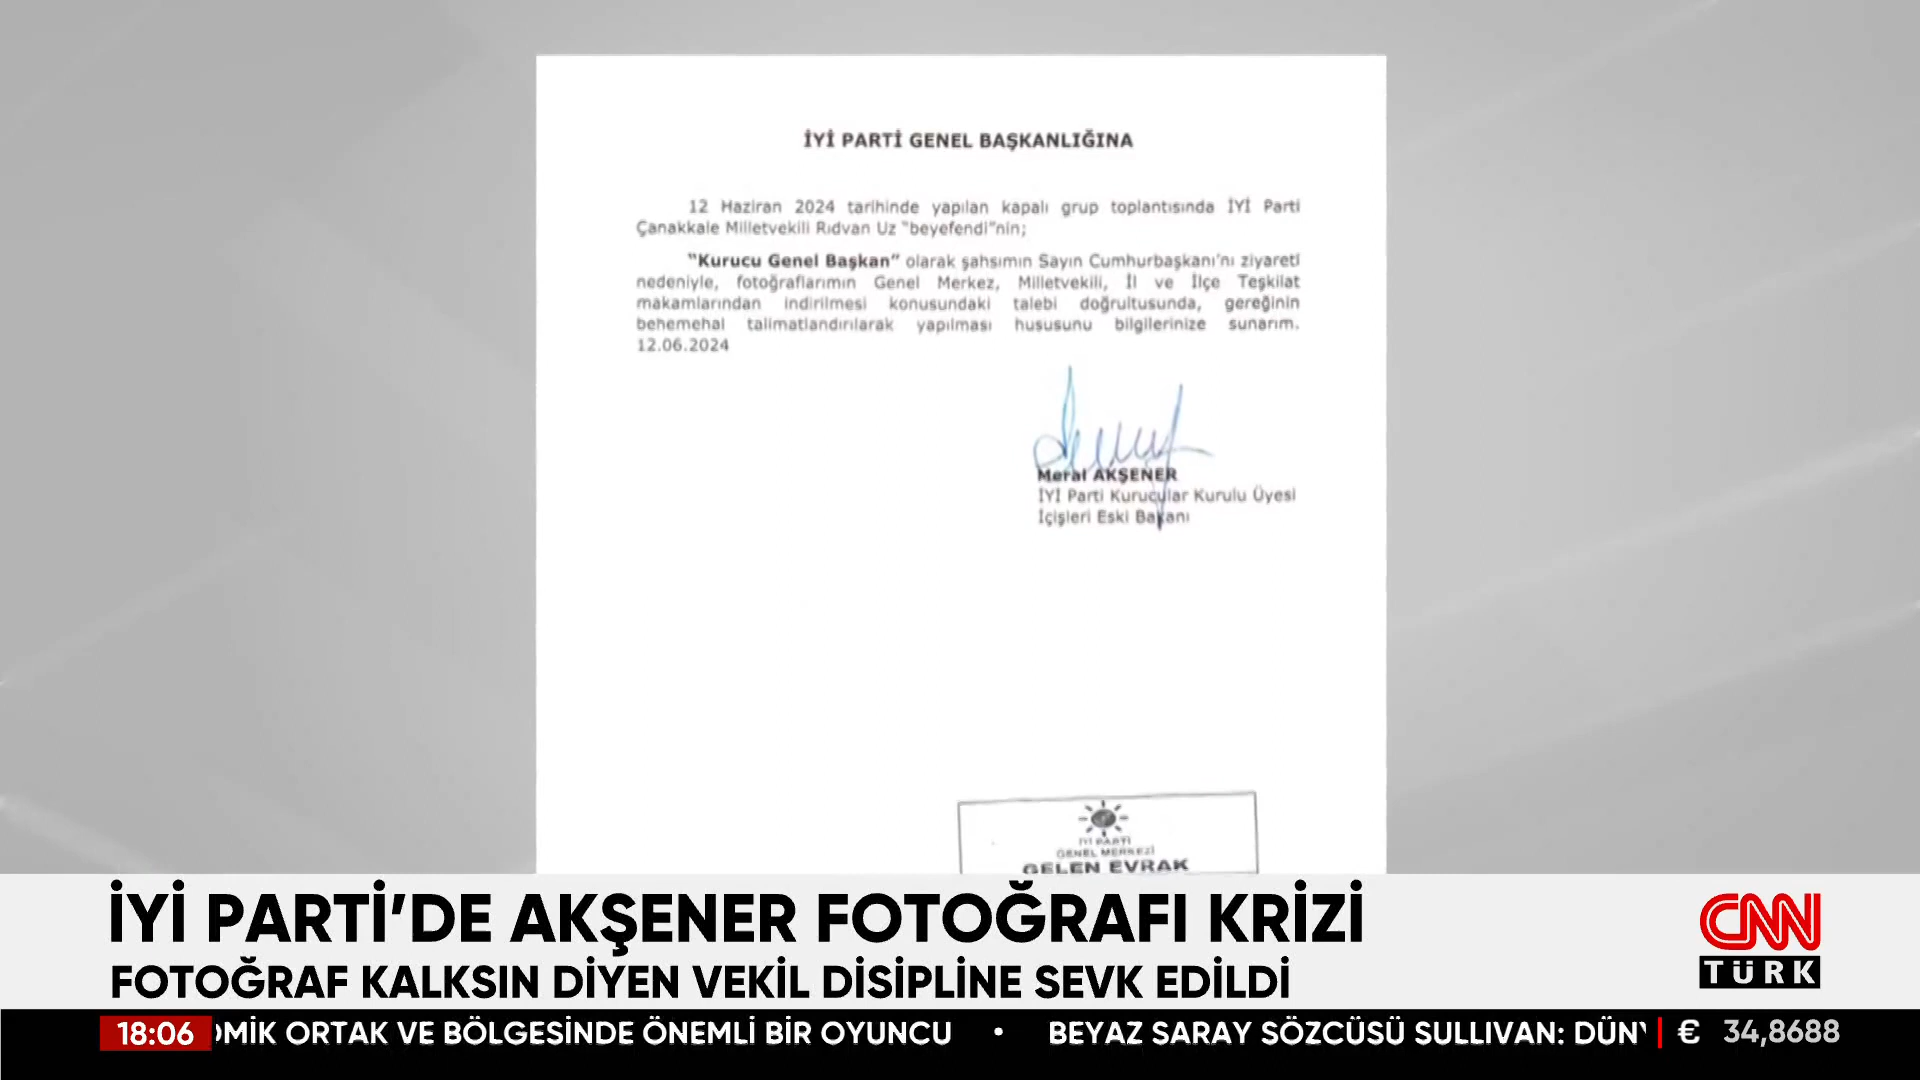 İYİ PARTİ GENEL BAŞKANLIĞINA
12 Haziran 2024 tarihinde yapılan kapalı grup toplantısında İYİ Parti
Çanakkale Milletvekili Rıdvan Uz "beyefendi"nin;
"Kurucu Genel Başkan" olarak şahsımın Sayın Cumhurbaşkanı'nı ziyareti
nedeniyle, fotoğraflarımın Genel Merkez, Milletvekili, İl ve İlçe Teşkilat
makamlarından indirilmesi konusundaki talebi doğrultusunda, gereğinin
behemehal talimatlandırılarak yapılması hususunu bilgilerinize sunarım.
12.06.2024
Meral AKŞENER
İYİ Parti Kurucular Kurulu Üyesi
İçişleri Eski Bakanı
İYİ PARTİ
GENEL MERKEZİ
GELEN EVRAK
İYİ PARTİ'DE AKŞENER FOTOĞRAFI KRİZİ
FOTOĞRAF KALKSIN DİYEN VEKİL DİSİPLİNE SEVK EDİLDİ
CNN
TÜRK
18:06 OMİK ORTAK VE BÖLGESİNDE ÖNEMLİ BİR OYUNCU • BEYAZ SARAY SÖZCÜSÜ SULLIVAN: DÜNY € 34,8688